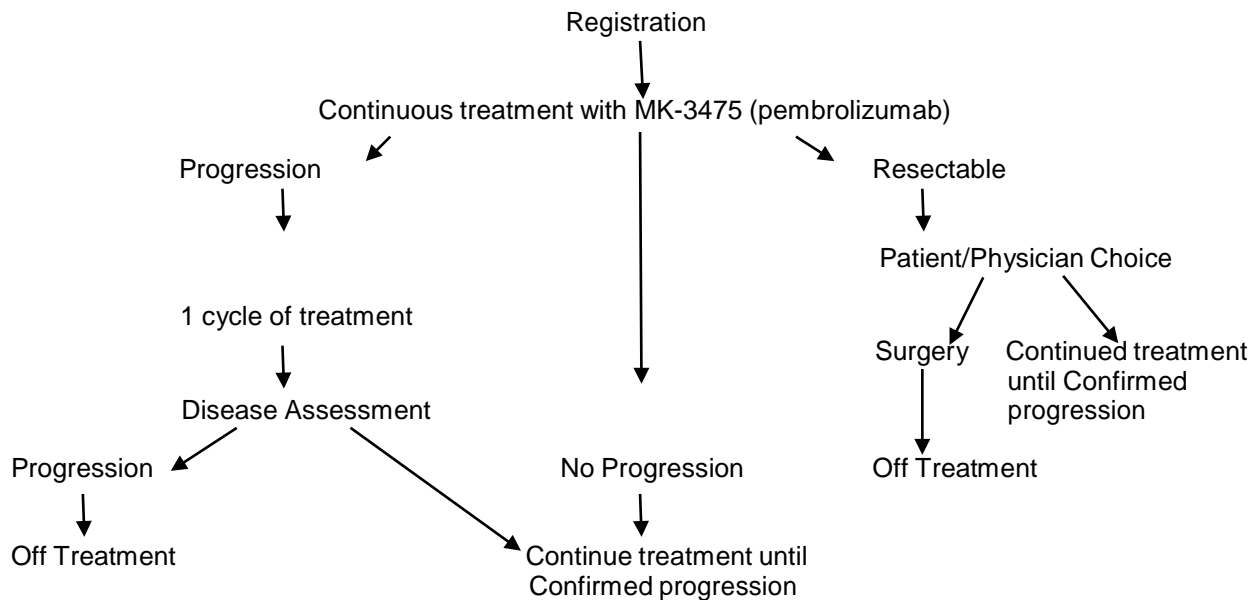 Registration
Continuous treatment with MK-3475 (pembrolizumab)
Progression
Resectable
Patient/Physician Choice
1 cycle of treatment
Surgery
Continued treatment
until Confirmed
progression
Disease Assessment
Progression
No Progression
Off Treatment
Off Treatment
Continue treatment until
Confirmed progression